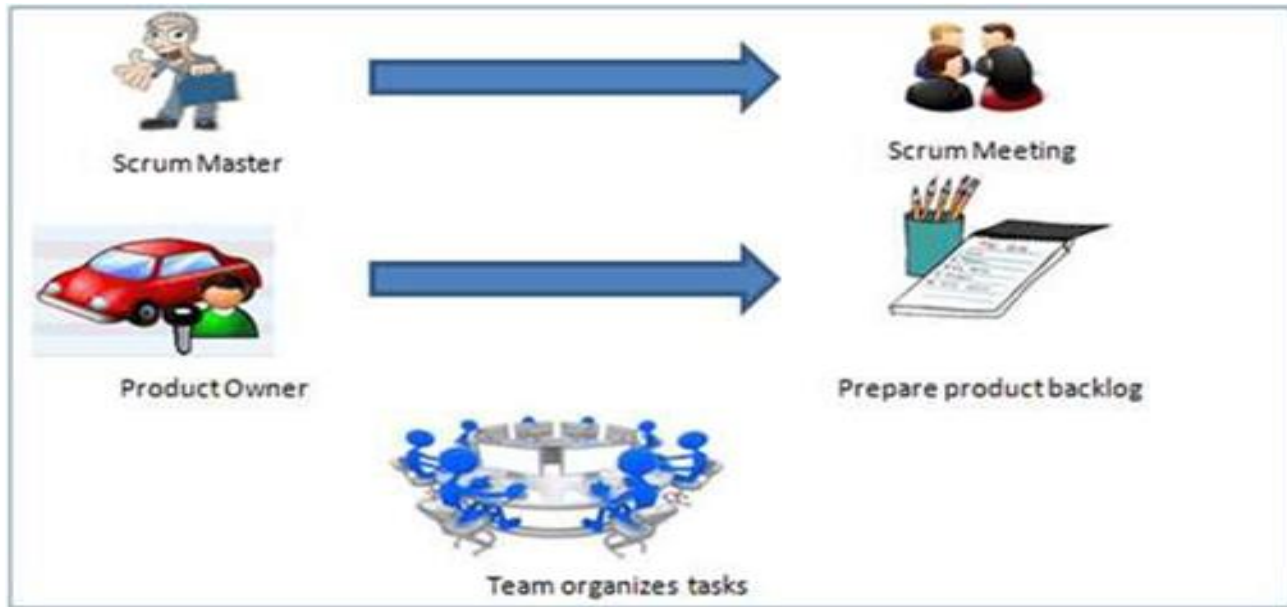 Scrum Master
Scrum Meeting
Product Owner
Prepare product backlog
Team organizes tasks